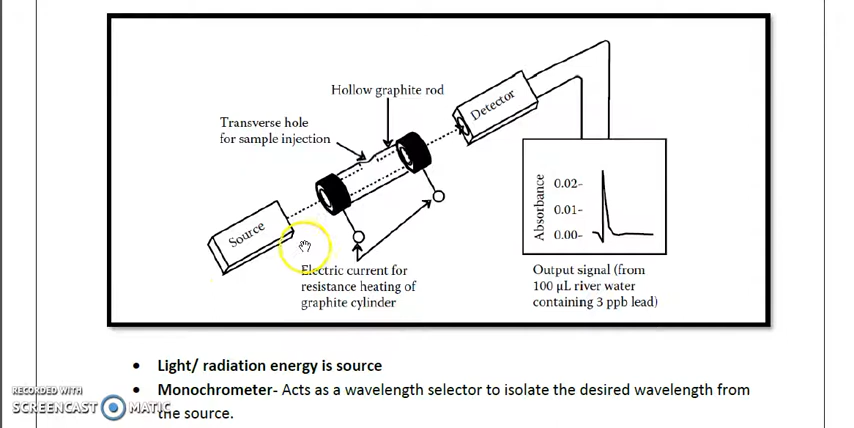 Hollow graphite rod
Transverse hole
for sample injection
Detector
Source
Absorbance
0.02-
0.01-
0.00-
Electric current for
resistance heating of
graphite cylinder
Output signal (from
100 µL river water
containing 3 ppb lead)
• Light/ radiation energy is source
• Monochrometer- Acts as a wavelength selector to isolate the desired wavelength from
the source.
RECORDED WITH
SCREENCAST MATIC